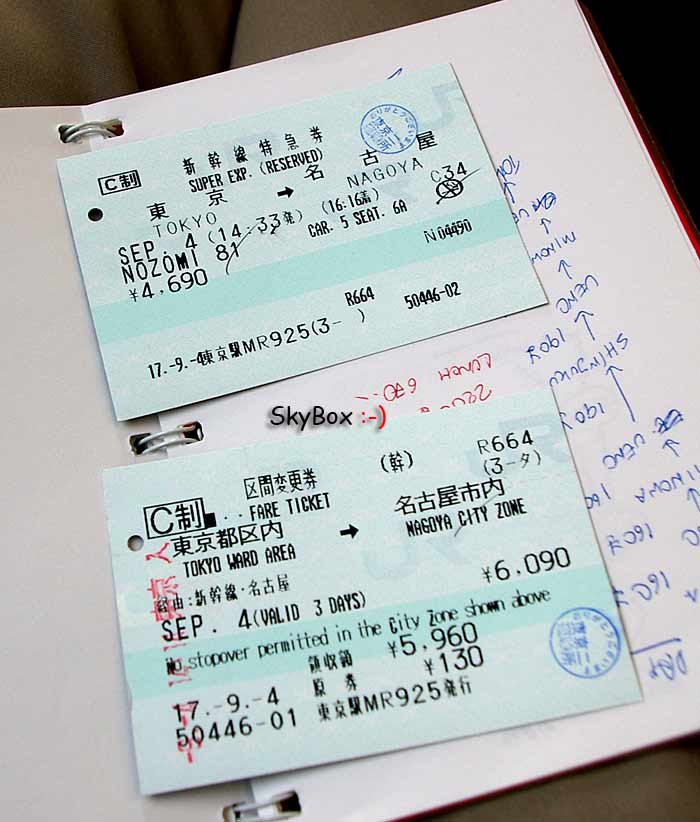 C制 新幹線特急券
SUPER EXP. (RESERVED)
東京 → 名古屋
TOKYO NAGOYA
SEP. 4 (14:33発) (16:16着) C34
NOZOMI 81 CAR. 5 SEAT. 6A
¥4,690 N04490
R664
17.-9.-4東京駅MR925(3- ) 50446-02
LUNCH
SkyBox :-)
区間変更券 (幹) R664
C制 ■..FARE TICKET (3-タ)
東京都区内 → 名古屋市内
TOKYO WARD AREA NAGOYA CITY ZONE
経由:新幹線・名古屋 ¥6,090
SEP. 4(VALID 3 DAYS)
No stopover permitted in the City Zone shown above
領収額 ¥5,960
17.-9.-4 原券 ¥130
50446-01 東京駅MR925発行
UENO
SHINJUKU 160¥
UENO